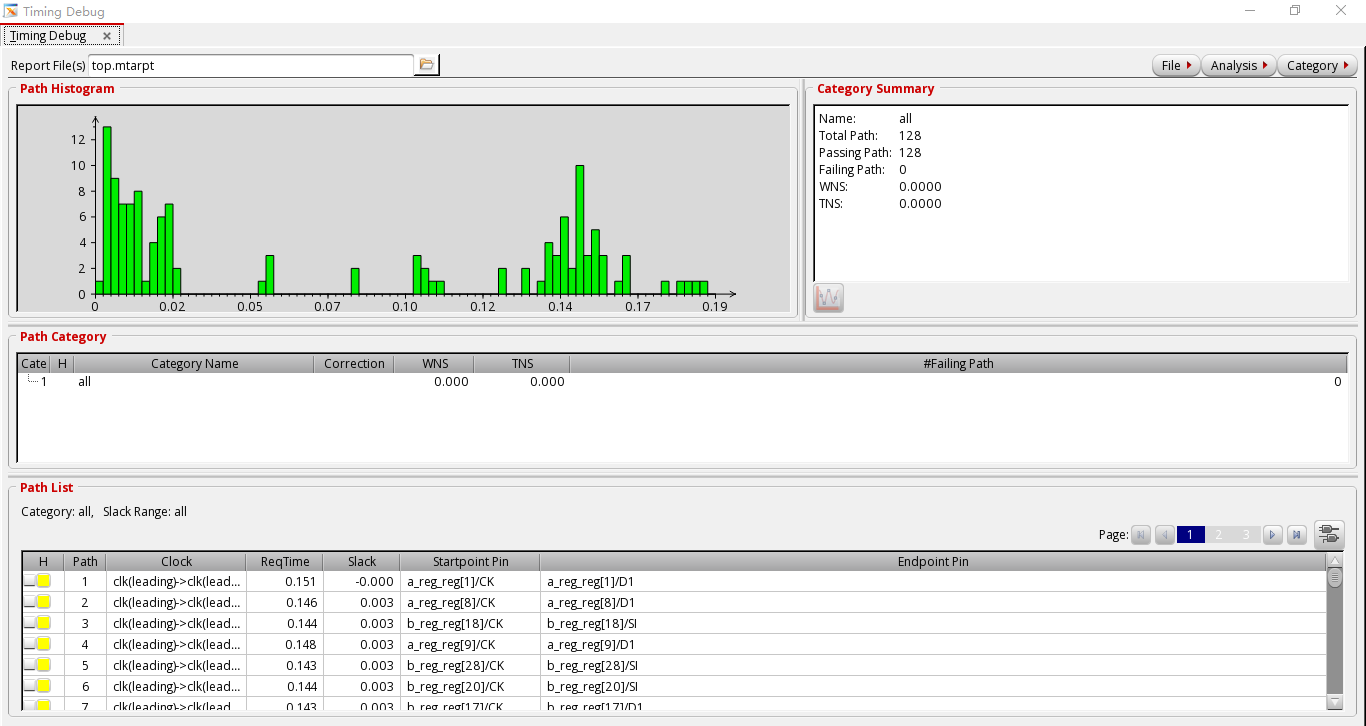 Timing Debug
Timing Debug
Report File(s) top.mtarpt File Analysis Category
Path Histogram
12
10
8
6
4
2
0
0 0.02 0.05 0.07 0.10 0.12 0.14 0.17 0.19
Category Summary
Name: all
Total Path: 128
Passing Path: 128
Failing Path: 0
WNS: 0.0000
TNS: 0.0000
Path Category
Cate H Category Name Correction WNS TNS #Failing Path
1 all 0.000 0.000 0
Path List
Category: all, Slack Range: all
Page: 1 2 3
H Path Clock ReqTime Slack Startpoint Pin Endpoint Pin
1 clk(leading)->clk(lead... 0.151 -0.000 a_reg_reg[1]/CK a_reg_reg[1]/D1
2 clk(leading)->clk(lead... 0.146 0.003 a_reg_reg[8]/CK a_reg_reg[8]/D1
3 clk(leading)->clk(lead... 0.144 0.003 b_reg_reg[18]/CK b_reg_reg[18]/SI
4 clk(leading)->clk(lead... 0.148 0.003 a_reg_reg[9]/CK a_reg_reg[9]/D1
5 clk(leading)->clk(lead... 0.143 0.003 b_reg_reg[28]/CK b_reg_reg[28]/SI
6 clk(leading)->clk(lead... 0.144 0.003 b_reg_reg[20]/CK b_reg_reg[20]/SI
7 clk(leading)->clk(lead 0.143 0.003 b_reg_reg[17]/CK b_reg_reg[17]/D1